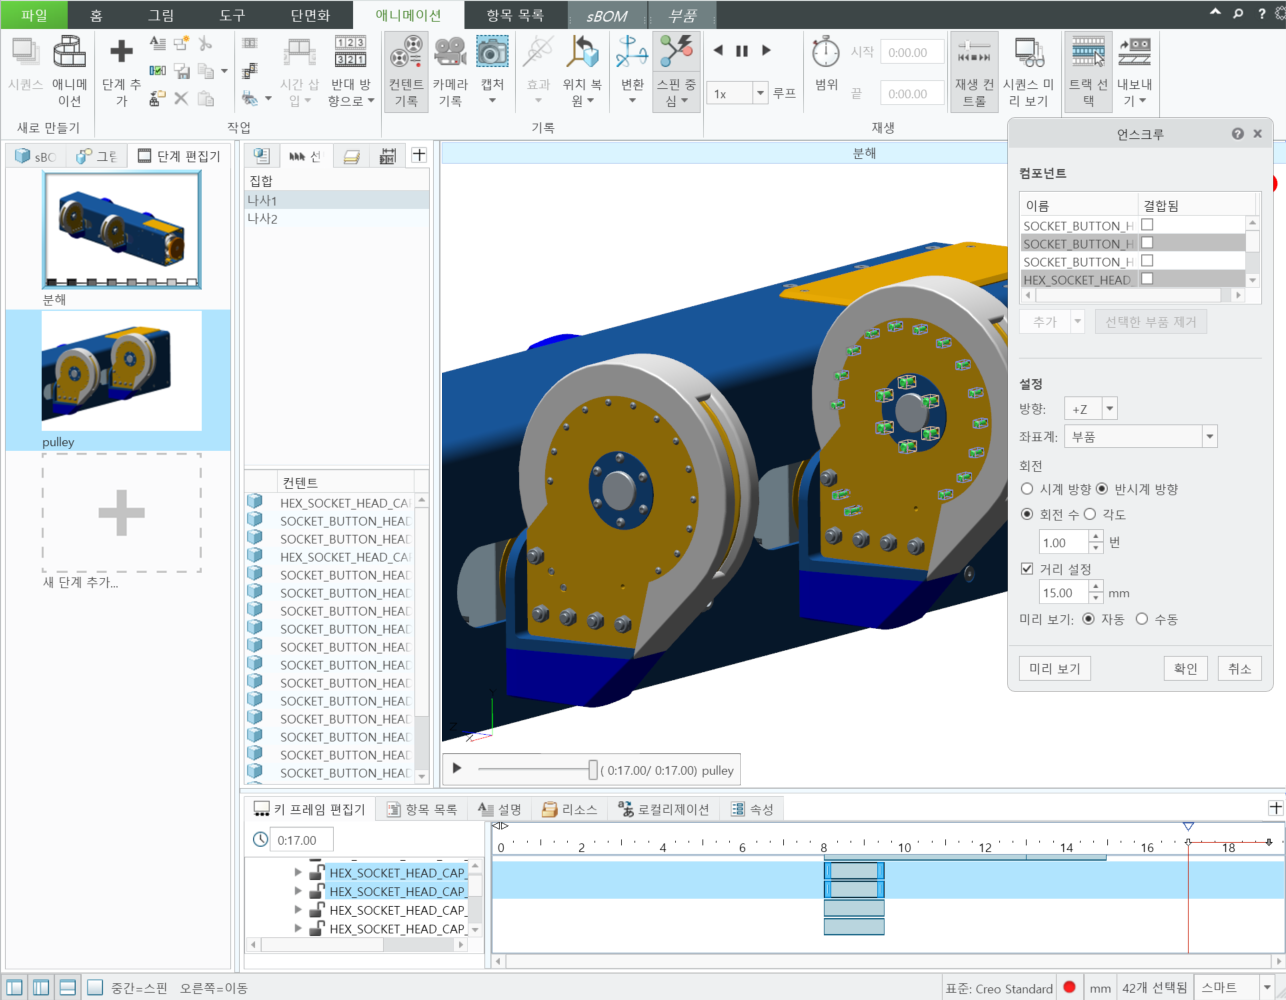 파일
홈
그림
도구
단면화
애니메이션
항목 목록
sBOM
부품
시퀀스
애니메이션
단계 추가
시간 삽입
반대 방향으로
컨텐트 기록
카메라 기록
캡처
효과
위치 복원
변환
스핀 중심
1x
루프
범위
시작
0:00.00
끝
0:00.00
재생 컨트롤
시퀀스 미리 보기
트랙 선택
내보내기
새로 만들기
작업
기록
재생
그림
단계 편집기
분해
pulley
새 단계 추가...
선
집합
나사1
나사2
컨텐트
HEX_SOCKET_HEAD_CA
SOCKET_BUTTON_HEAD
SOCKET_BUTTON_HEAD
HEX_SOCKET_HEAD_CA
SOCKET_BUTTON_HEAD
SOCKET_BUTTON_HEAD
SOCKET_BUTTON_HEAD
SOCKET_BUTTON_HEAD
SOCKET_BUTTON_HEAD
SOCKET_BUTTON_HEAD
SOCKET_BUTTON_HEAD
SOCKET_BUTTON_HEAD
SOCKET_BUTTON_HEAD
SOCKET_BUTTON_HEAD
SOCKET_BUTTON_HEAD
SOCKET_BUTTON_HEAD
분해
( 0:17.00/ 0:17.00) pulley
언스크루
컴포넌트
이름 결합됨
SOCKET_BUTTON_H
SOCKET_BUTTON_H
SOCKET_BUTTON_H
HEX_SOCKET_HEAD
추가
선택한 부품 제거
설정
방향: +Z
좌표계: 부품
회전
시계 방향 반시계 방향
회전 수 각도
1.00 번
거리 설정
15.00 mm
미리 보기: 자동 수동
미리 보기
확인
취소
키 프레임 편집기
항목 목록
설명
리소스
로컬리제이션
속성
0:17.00
0 2 4 6 8 10 12 14 16 18
HEX_SOCKET_HEAD_CAP_
HEX_SOCKET_HEAD_CAP_
HEX_SOCKET_HEAD_CAP_
HEX_SOCKET_HEAD_CAP_
중간=스핀 오른쪽=이동
표준: Creo Standard
mm
42개 선택됨
스마트